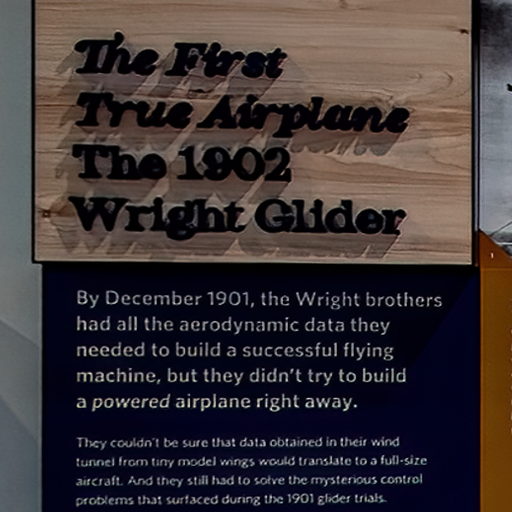 The First
True Airplane
The 1902
Wright Glider
By December 1901, the Wright brothers
had all the aerodynamic data they
needed to build a successful flying
machine, but they didn't try to build
a powered airplane right away.
They couldn't be sure that data obtained in their wind
tunnel from tiny model wings would translate to a full-size
aircraft. And they still had to solve the mysterious control
problems that surfaced during the 1901 glider trials.